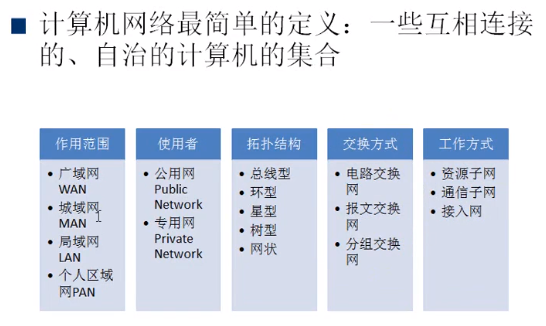 计算机网络最简单的定义：一些互相连接
的、自治的计算机的集合
作用范围
广域网
WAN
城域网
MAN
局域网
LAN
个人区域
网PAN
使用者
公用网
Public
Network
专用网
Private
Network
拓扑结构
总线型
环型
星型
树型
网状
交换方式
电路交换
网
报文交换
网
分组交换
网
工作方式
资源子网
通信子网
接入网